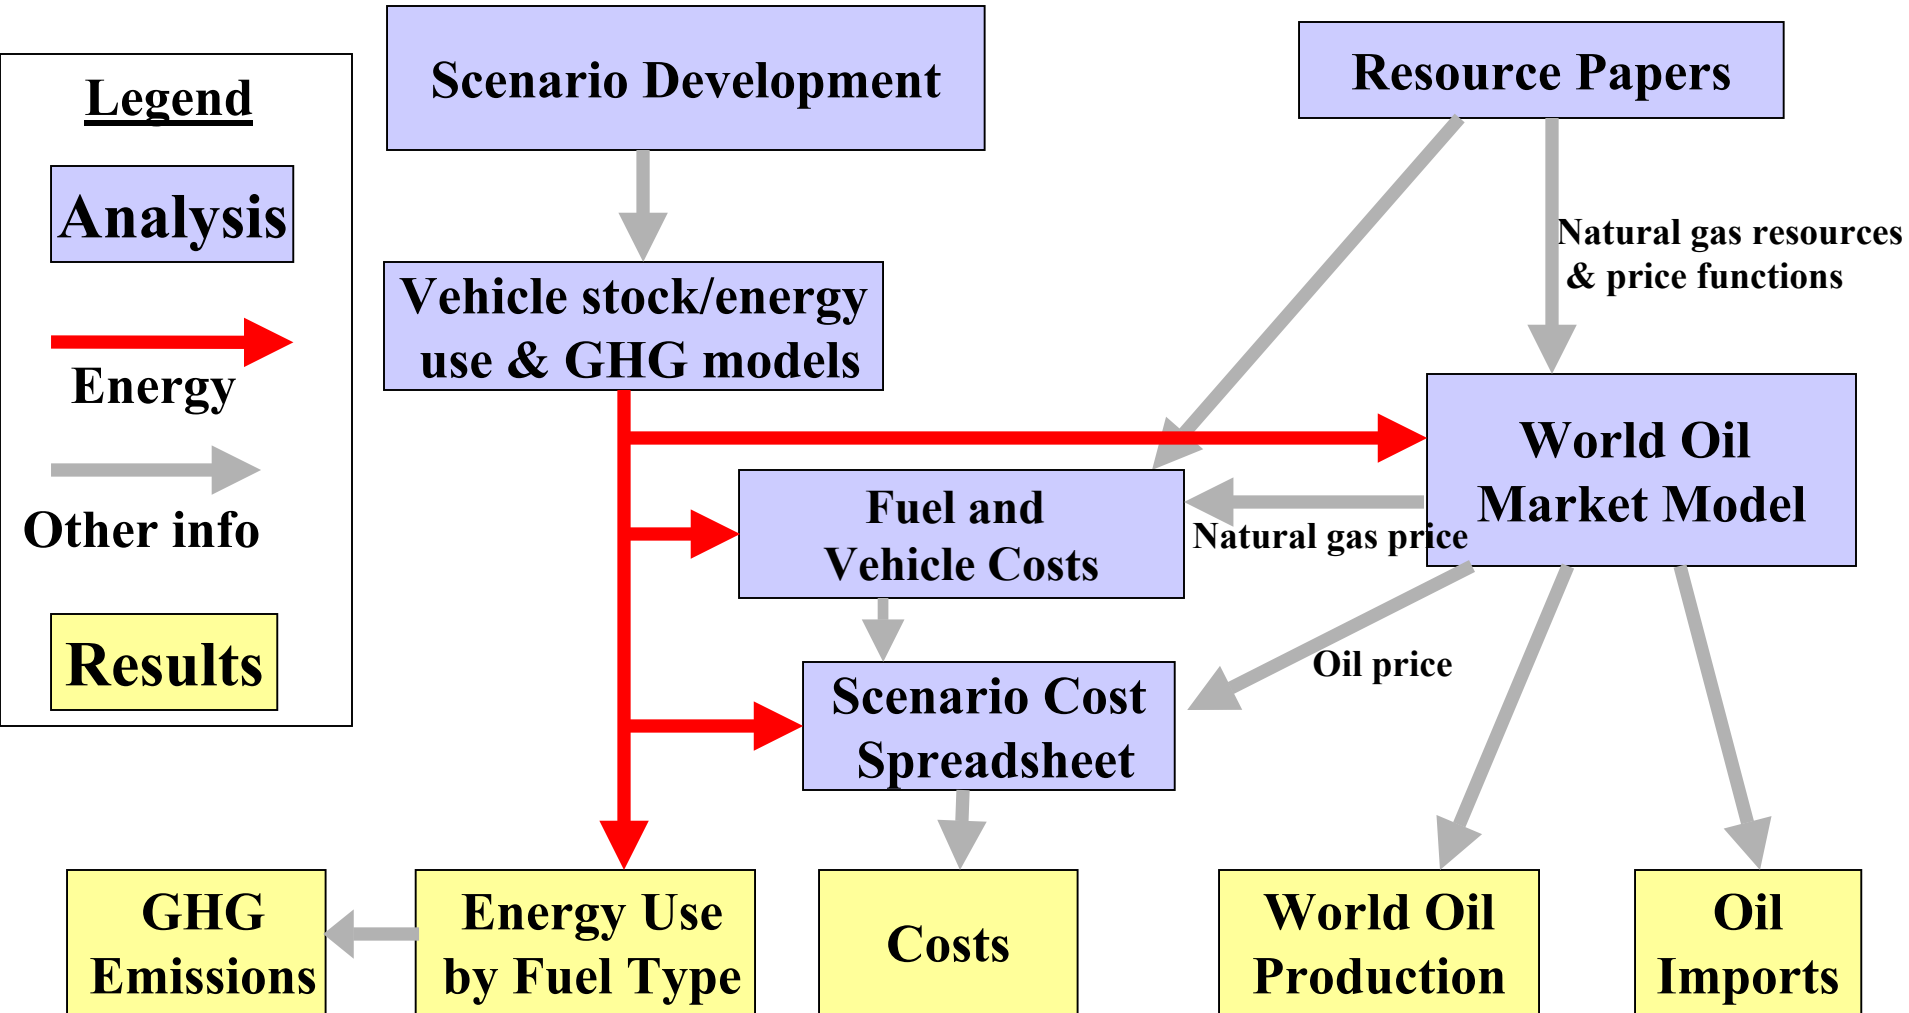 Legend
Analysis
Energy
Other info
Results
Scenario Development
Resource Papers
Natural gas resources
& price functions
Vehicle stock/energy
use & GHG models
World Oil
Market Model
Fuel and
Vehicle Costs
Natural gas price
Oil price
Scenario Cost
Spreadsheet
GHG
Emissions
Energy Use
by Fuel Type
Costs
World Oil
Production
Oil
Imports